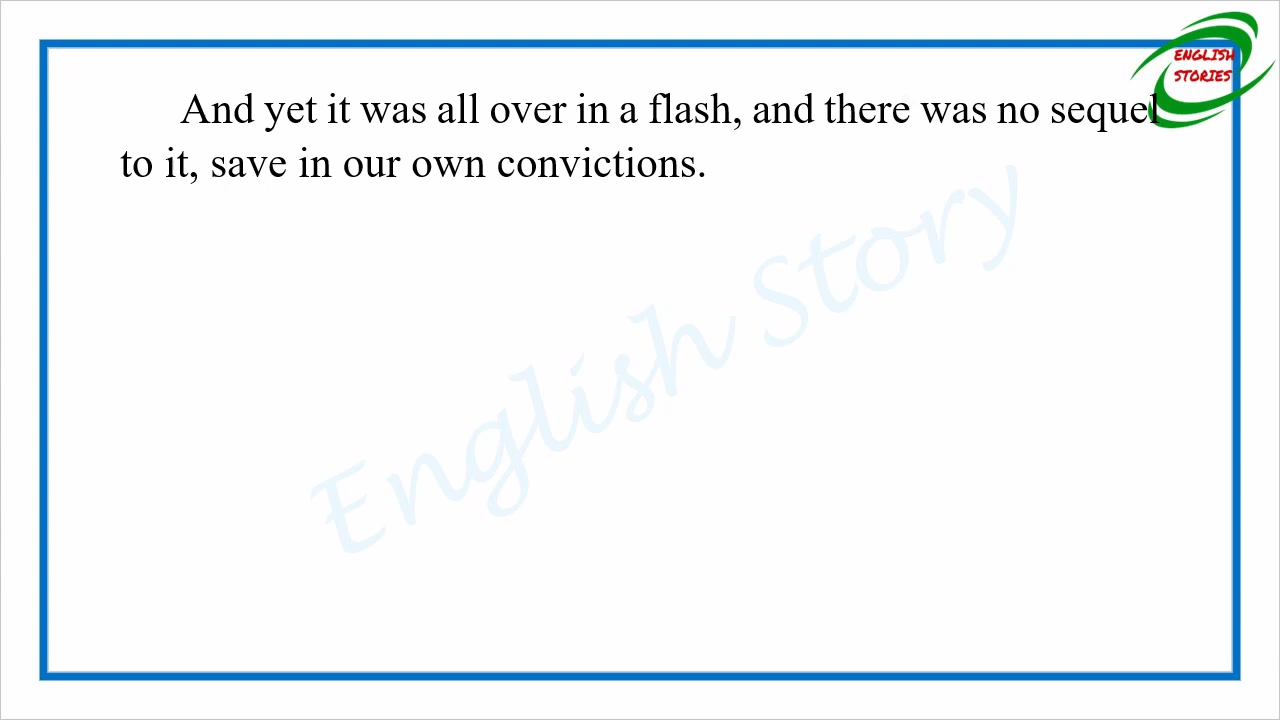 ENGLISH
STORIES
And yet it was all over in a flash, and there was no sequel
to it, save in our own convictions.
English Story